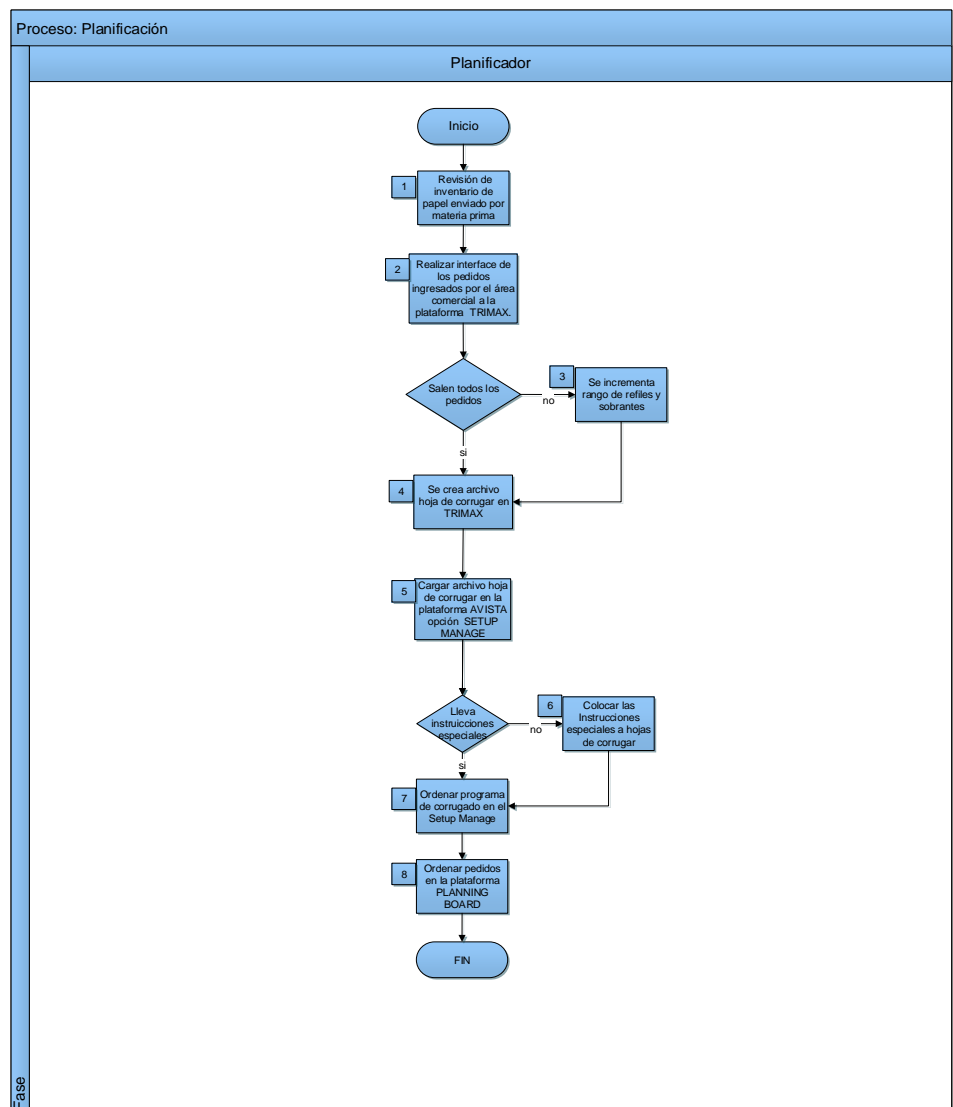 Proceso: Planificación
Planificador
Inicio
1
Revisión de
inventario de
papel enviado por
materia prima
2
Realizar interface de
los pedidos
ingresados por el área
comercial a la
plataforma TRIMAX.
Salen todos los
pedidos
no
3
Se incrementa
rango de refiles y
sobrantes
si
4
Se crea archivo
hoja de corrugar en
TRIMAX
5
Cargar archivo hoja
de corrugar en la
plataforma AVISTA
opción SETUP
MANAGE
Lleva
instruicciones
especiales
no
6
Colocar las
Instrucciones
especiales a hojas
de corrugar
si
7
Ordenar programa
de corrugado en el
Setup Manage
8
Ordenar pedidos
en la plataforma
PLANNING
BOARD
FIN
Fase